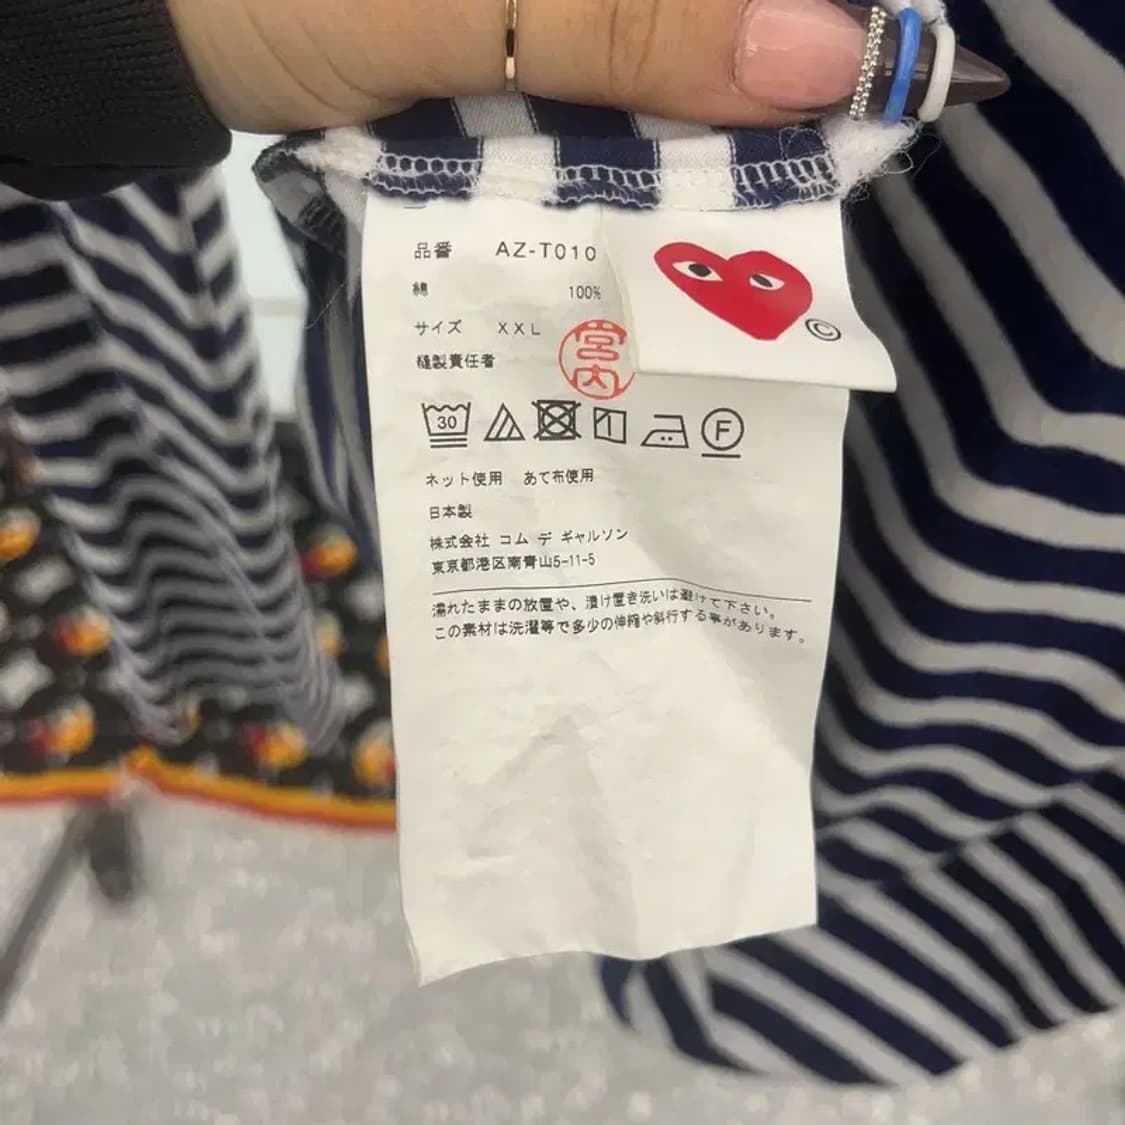 品番 AZ-T010
綿 100%
サイズ XXL
縫製責任者 宮内
©
30
F
ネット使用 あて布使用
日本製
株式会社 コム デ ギャルソン
東京都港区南青山5-11-5
濡れたままの放置や、漬け置き洗いは避けて下さい。
この素材は洗濯等で多少の伸縮や斜行する事があります。